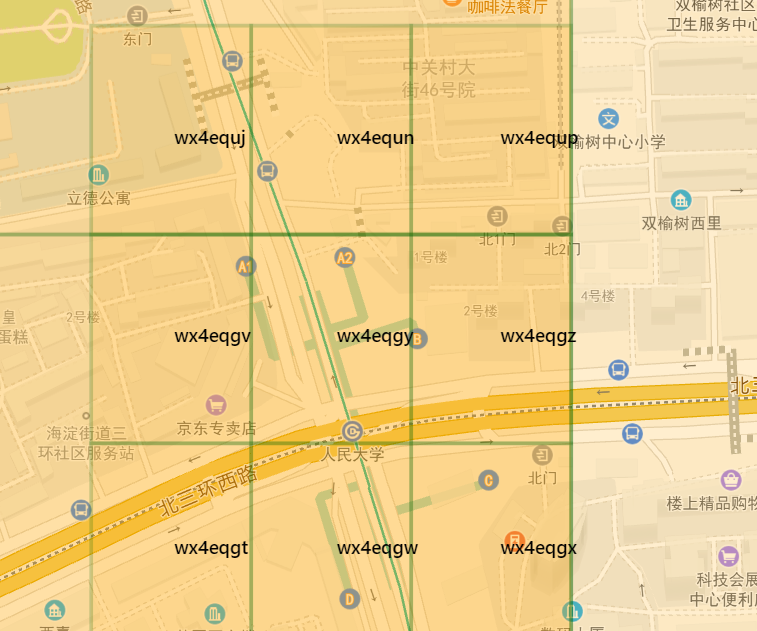 路
东门
咖啡法餐厅
双榆树社区
卫生服务中心
中关村大
街46号院
wx4equj
wx4equn
wx4equp
双榆树中心小学
立德公寓
双榆树西里
北1门
北2门
A1
A2
1号楼
4号楼
皇
蛋糕
2号楼
2号楼
wx4eqgv
wx4eqgy
B
wx4eqgz
北三
京东专卖店
海淀街道三
环社区服务站
人民大学
北门
C
北三环西路
楼上精品购物
wx4eqgt
wx4eqgw
wx4eqgx
科技会展
中心便利店
D